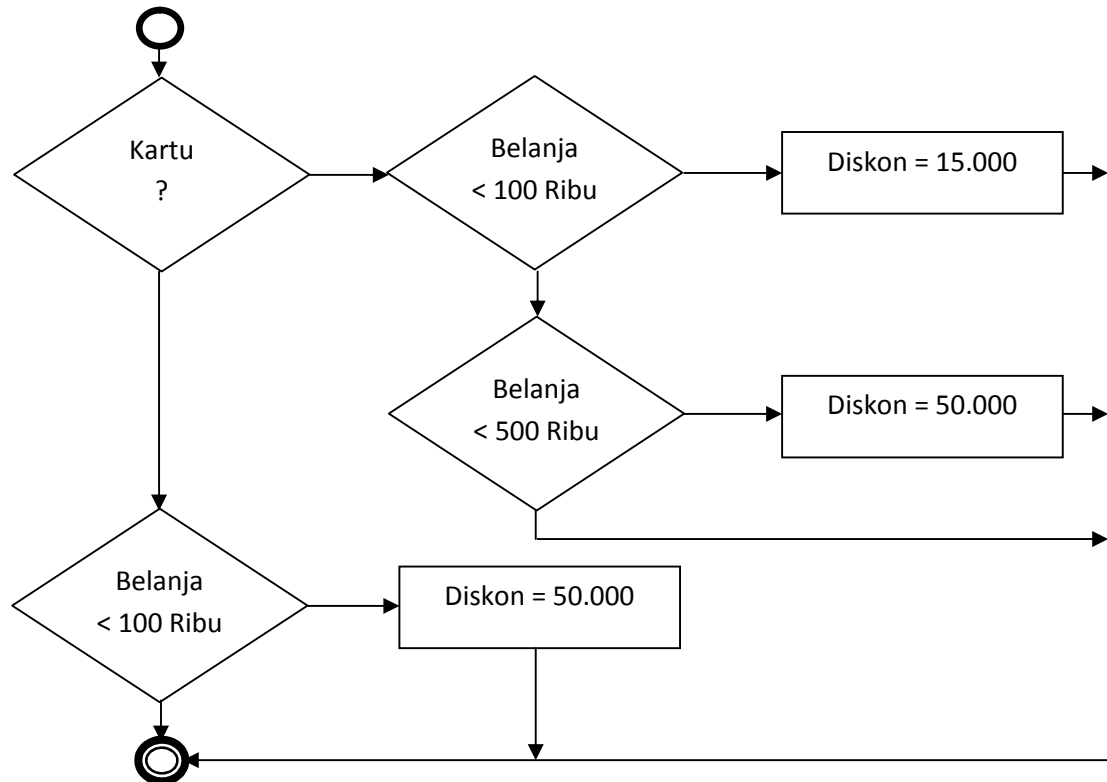 Kartu
?
Belanja
< 100 Ribu
Diskon = 15.000
Belanja
< 500 Ribu
Diskon = 50.000
Belanja
< 100 Ribu
Diskon = 50.000